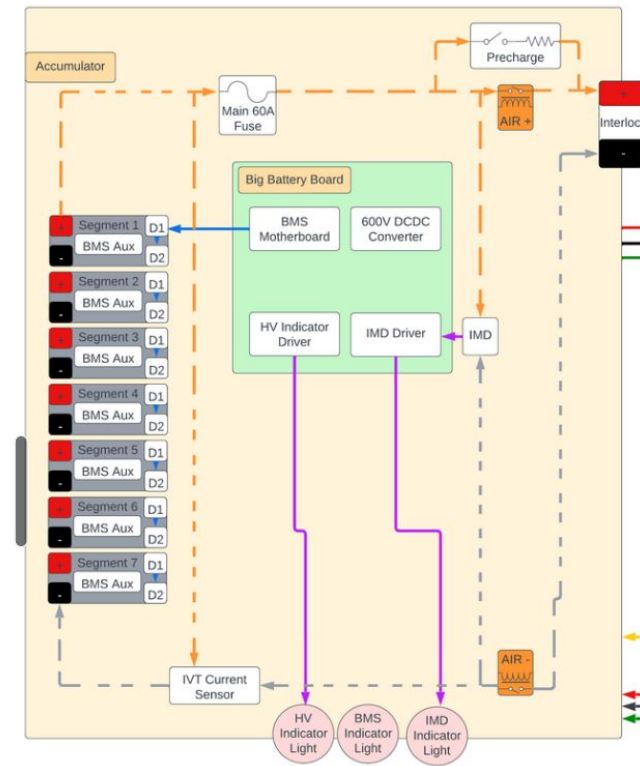 Precharge
Accumulator
Main 60A
Fuse
AIR +
+
Interloc
-
Big Battery Board
BMS
Motherboard
600V DCDC
Converter
+
Segment 1
D1
BMS Aux
-
D2
+
Segment 2
D1
BMS Aux
-
D2
+
Segment 3
D1
BMS Aux
-
D2
HV Indicator
Driver
IMD Driver
IMD
+
Segment 4
D1
BMS Aux
-
D2
+
Segment 5
D1
BMS Aux
-
D2
+
Segment 6
D1
BMS Aux
-
D2
+
Segment 7
D1
BMS Aux
-
D2
IVT Current
Sensor
AIR -
HV
Indicator
Light
BMS
Indicator
Light
IMD
Indicator
Light